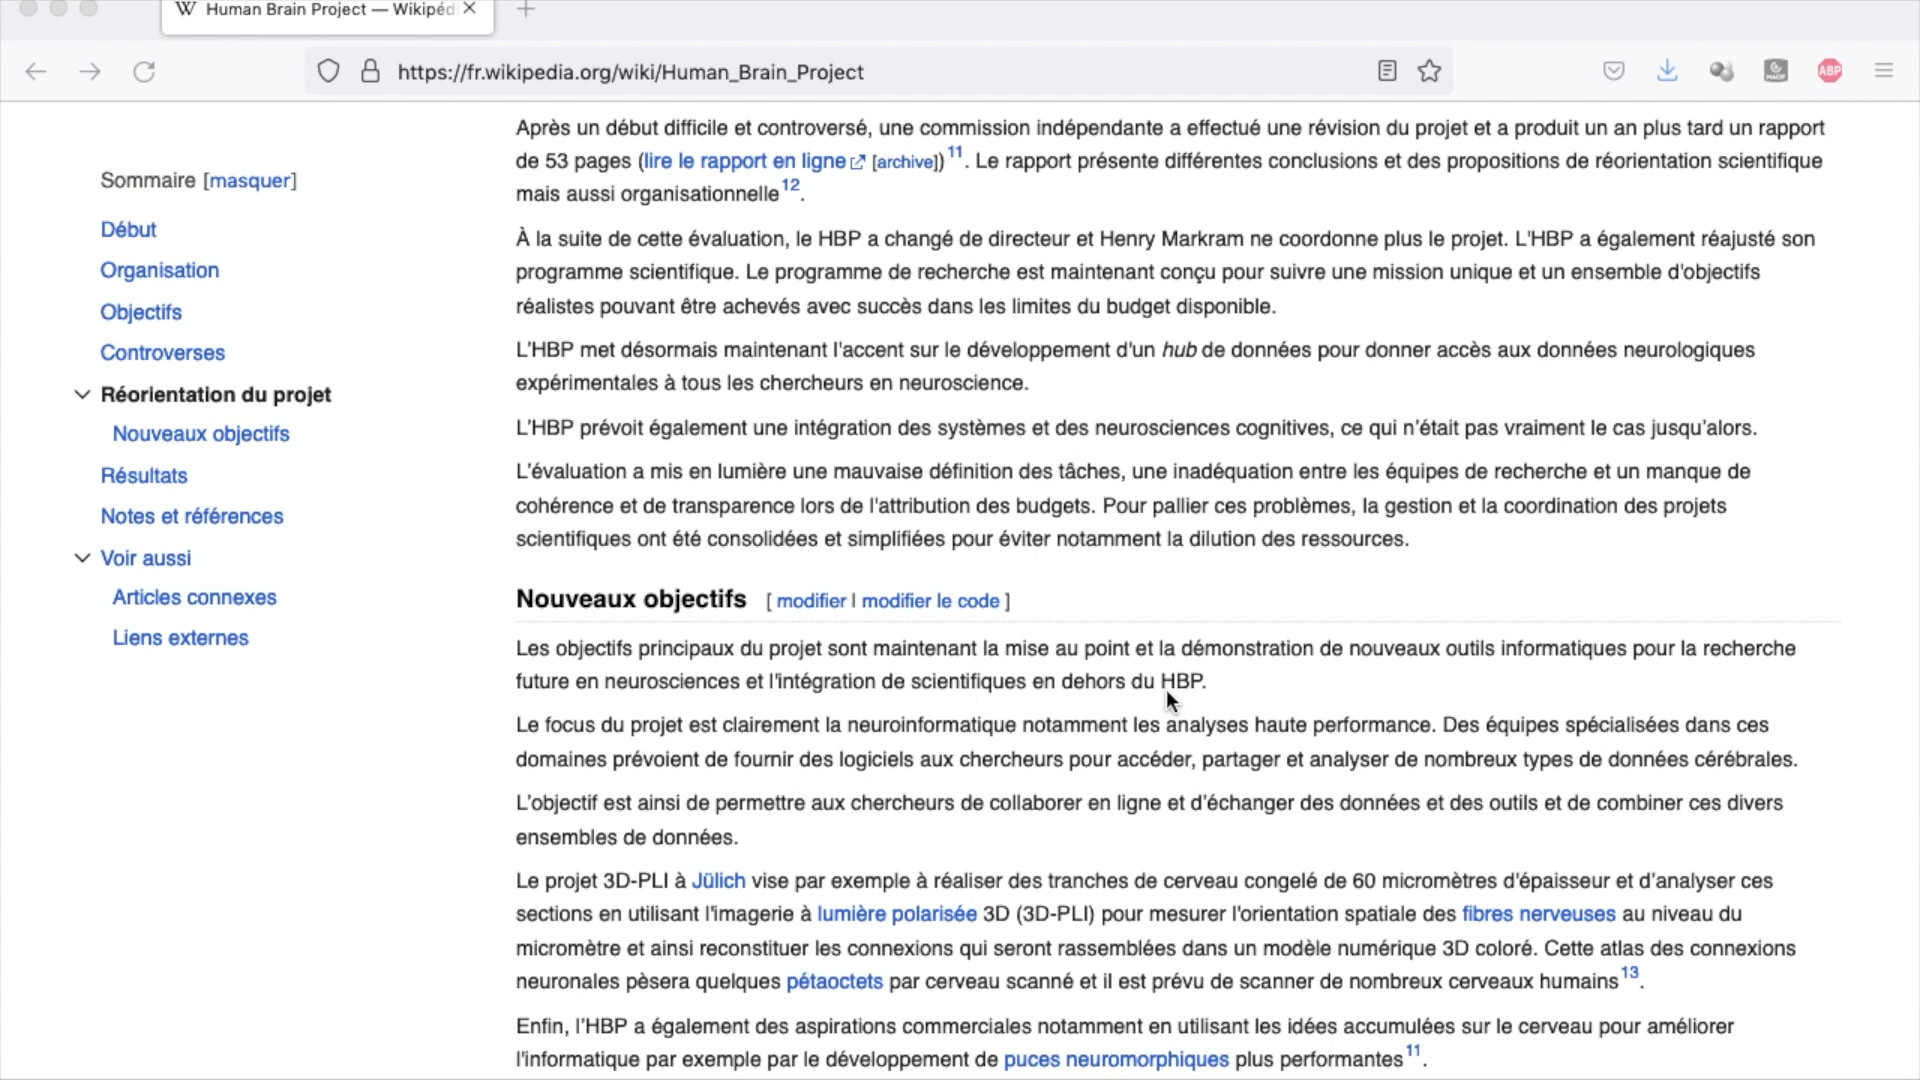 Human Brain Project — Wikipéd
https://fr.wikipedia.org/wiki/Human_Brain_Project
ABP
Sommaire [masquer]
Début
Organisation
Objectifs
Controverses
Réorientation du projet
Nouveaux objectifs
Résultats
Notes et références
Voir aussi
Articles connexes
Liens externes
Après un début difficile et controversé, une commission indépendante a effectué une révision du projet et a produit un an plus tard un rapport
de 53 pages (lire le rapport en ligne [archive])11. Le rapport présente différentes conclusions et des propositions de réorientation scientifique
mais aussi organisationnelle12.
À la suite de cette évaluation, le HBP a changé de directeur et Henry Markram ne coordonne plus le projet. L'HBP a également réajusté son
programme scientifique. Le programme de recherche est maintenant conçu pour suivre une mission unique et un ensemble d'objectifs
réalistes pouvant être achevés avec succès dans les limites du budget disponible.
L'HBP met désormais maintenant l'accent sur le développement d'un hub de données pour donner accès aux données neurologiques
expérimentales à tous les chercheurs en neuroscience.
L'HBP prévoit également une intégration des systèmes et des neurosciences cognitives, ce qui n'était pas vraiment le cas jusqu'alors.
L'évaluation a mis en lumière une mauvaise définition des tâches, une inadéquation entre les équipes de recherche et un manque de
cohérence et de transparence lors de l'attribution des budgets. Pour pallier ces problèmes, la gestion et la coordination des projets
scientifiques ont été consolidées et simplifiées pour éviter notamment la dilution des ressources.
Nouveaux objectifs [ modifier | modifier le code ]
Les objectifs principaux du projet sont maintenant la mise au point et la démonstration de nouveaux outils informatiques pour la recherche
future en neurosciences et l'intégration de scientifiques en dehors du HBP.
Le focus du projet est clairement la neuroinformatique notamment les analyses haute performance. Des équipes spécialisées dans ces
domaines prévoient de fournir des logiciels aux chercheurs pour accéder, partager et analyser de nombreux types de données cérébrales.
L'objectif est ainsi de permettre aux chercheurs de collaborer en ligne et d'échanger des données et des outils et de combiner ces divers
ensembles de données.
Le projet 3D-PLI à Jülich vise par exemple à réaliser des tranches de cerveau congelé de 60 micromètres d'épaisseur et d'analyser ces
sections en utilisant l'imagerie à lumière polarisée 3D (3D-PLI) pour mesurer l'orientation spatiale des fibres nerveuses au niveau du
micromètre et ainsi reconstituer les connexions qui seront rassemblées dans un modèle numérique 3D coloré. Cette atlas des connexions
neuronales pèsera quelques pétaoctets par cerveau scanné et il est prévu de scanner de nombreux cerveaux humains13.
Enfin, l'HBP a également des aspirations commerciales notamment en utilisant les idées accumulées sur le cerveau pour améliorer
l'informatique par exemple par le développement de puces neuromorphiques plus performantes11.